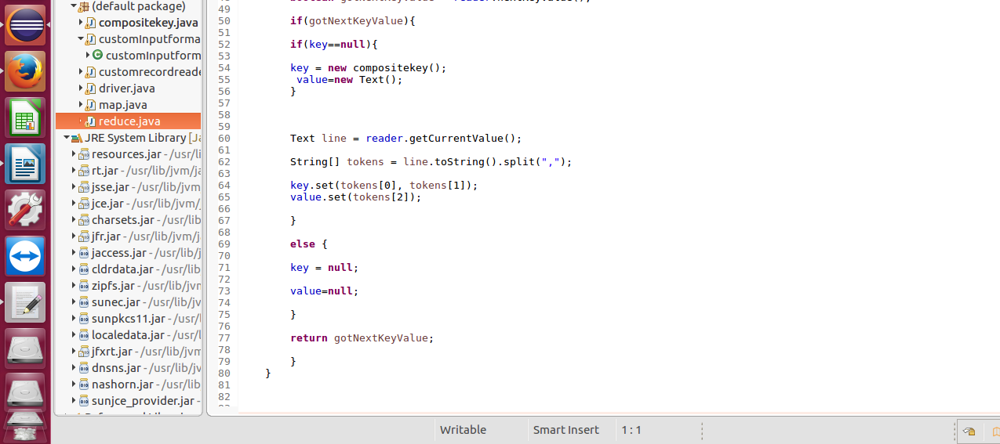 (default package)
compositekey.java
customInputforma
customInputform
customrecordreade
driver.java
map.java
reduce.java
JRE System Library [Ja
resources.jar - /usr/li
rt.jar - /usr/lib/jvm/ja
jsse.jar - /usr/lib/jvm
jce.jar - /usr/lib/jvm/
charsets.jar - /usr/lib
jfr.jar - /usr/lib/jvm/j
jaccess.jar - /usr/lib/j
cldrdata.jar - /usr/lib
zipfs.jar - /usr/lib/jvm
sunec.jar - /usr/lib/jv
sunpkcs11.jar - /usr/l
localedata.jar - /usr/l
jfxrt.jar - /usr/lib/jvm
dnsns.jar - /usr/lib/jv
nashorn.jar - /usr/lib
sunjce_provider.jar -
49
50 if(gotNextKeyValue){
51
52 if(key==null){
53
54 key = new compositekey();
55 value=new Text();
56 }
57
58
59
60 Text line = reader.getCurrentValue();
61
62 String[] tokens = line.toString().split(",");
63
64 key.set(tokens[0], tokens[1]);
65 value.set(tokens[2]);
66
67 }
68
69 else {
70
71 key = null;
72
73 value=null;
74
75 }
76
77 return gotNextKeyValue;
78
79 }
80 }
81
82
Writable Smart Insert 1 : 1